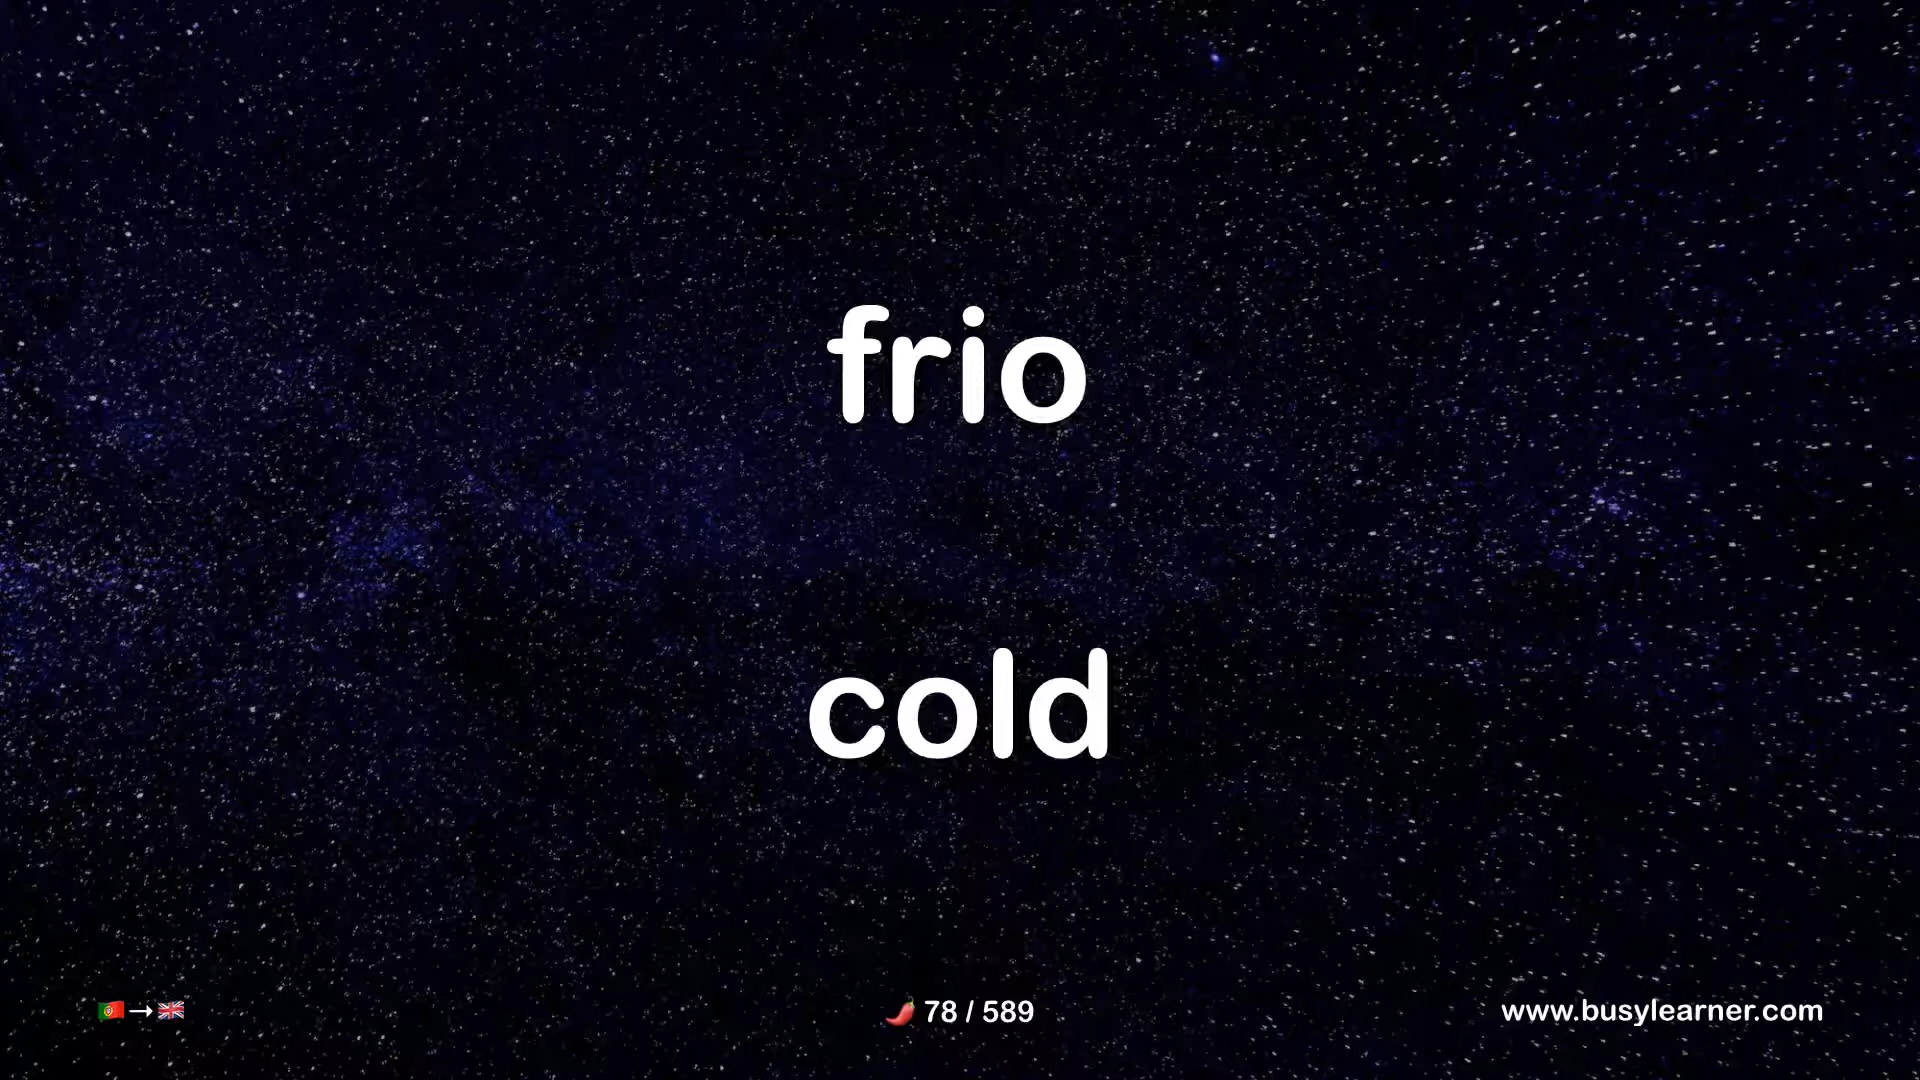 frio
cold
🇵🇹→🇬🇧
🌶️ 78 / 589
www.busylearner.com